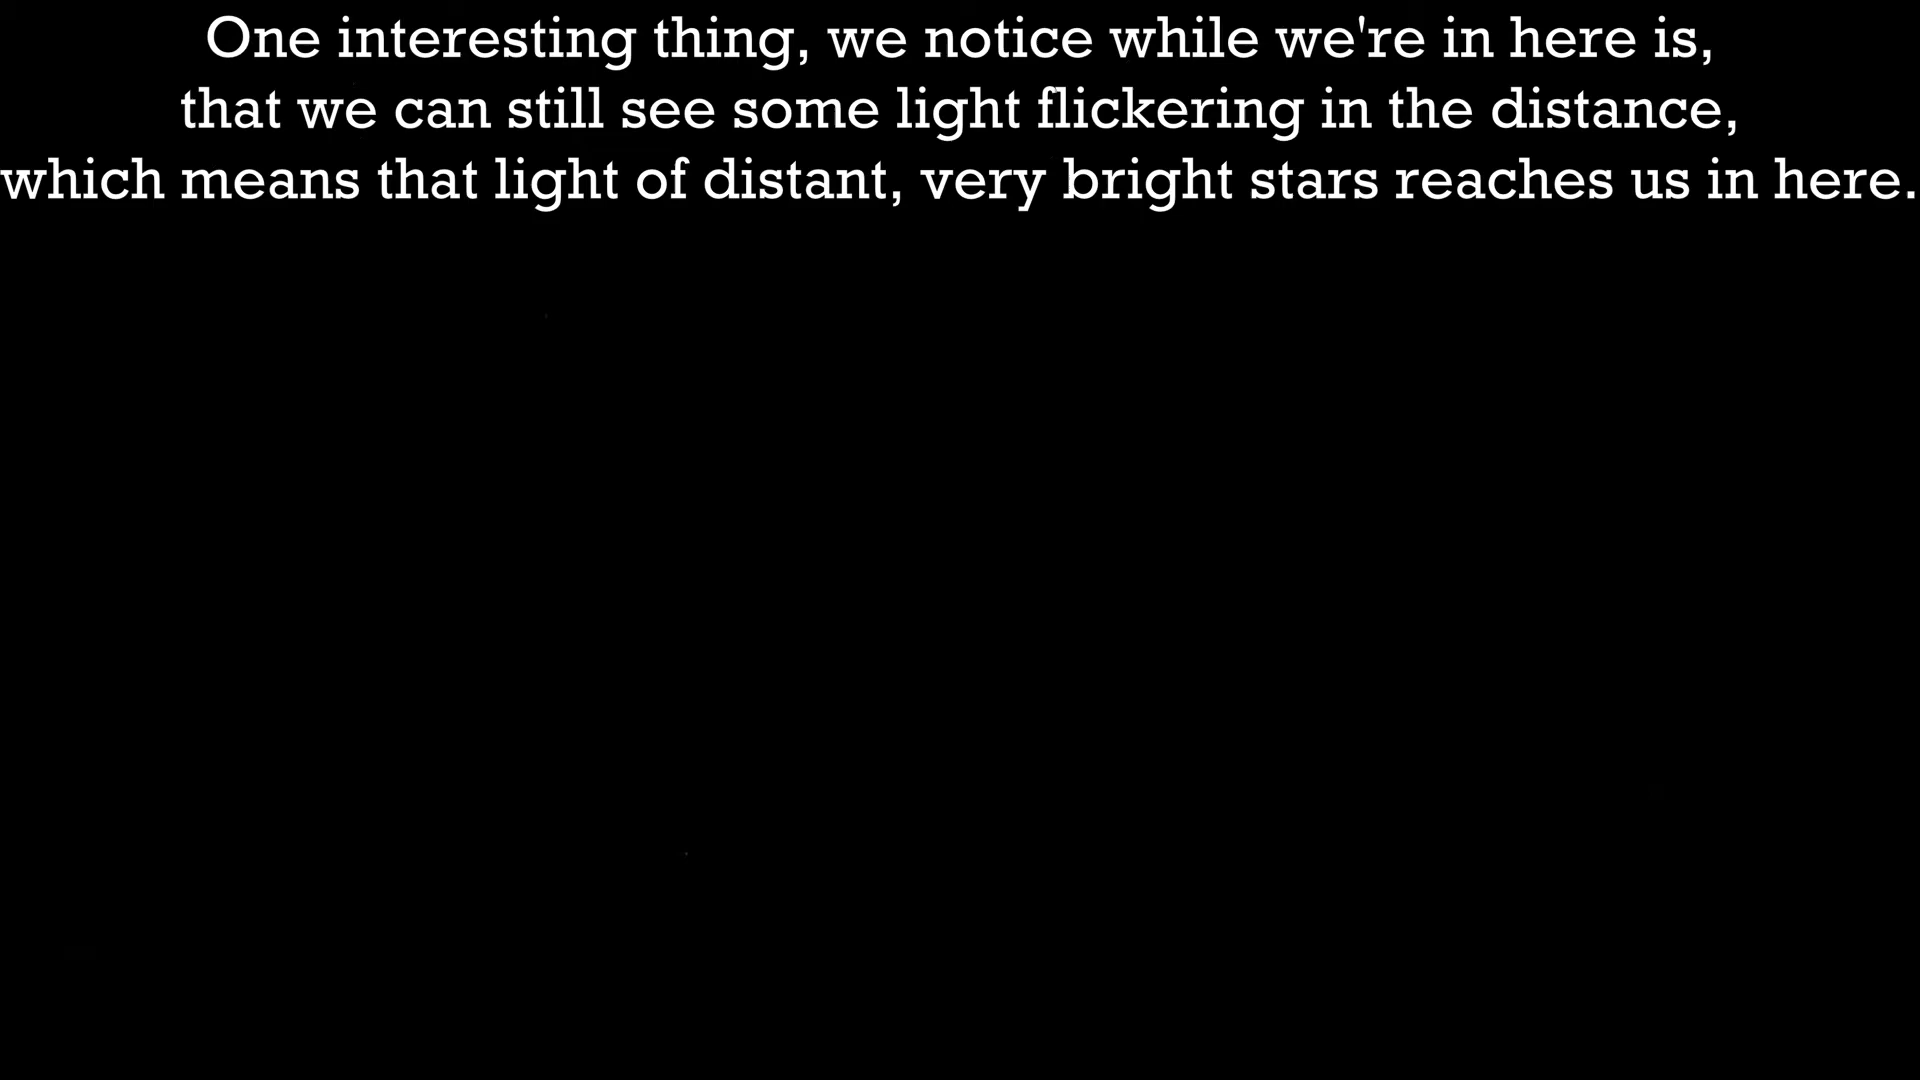 One interesting thing, we notice while we're in here is,
that we can still see some light flickering in the distance,
which means that light of distant, very bright stars reaches us in here.